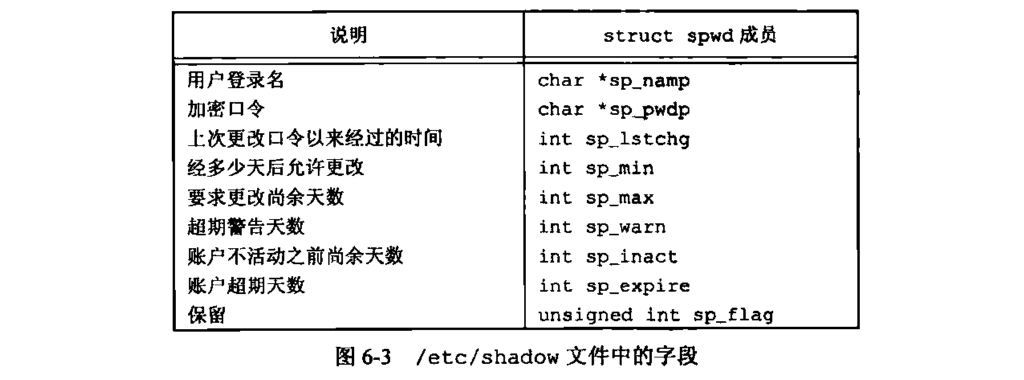 说明 struct spwd 成员
用户登录名 char *sp_namp
加密口令 char *sp_pwdp
上次更改口令以来经过的时间 int sp_lstchg
经多少天后允许更改 int sp_min
要求更改尚余天数 int sp_max
超期警告天数 int sp_warn
账户不活动之前尚余天数 int sp_inact
账户超期天数 int sp_expire
保留 unsigned int sp_flag
图 6-3 /etc/shadow 文件中的字段